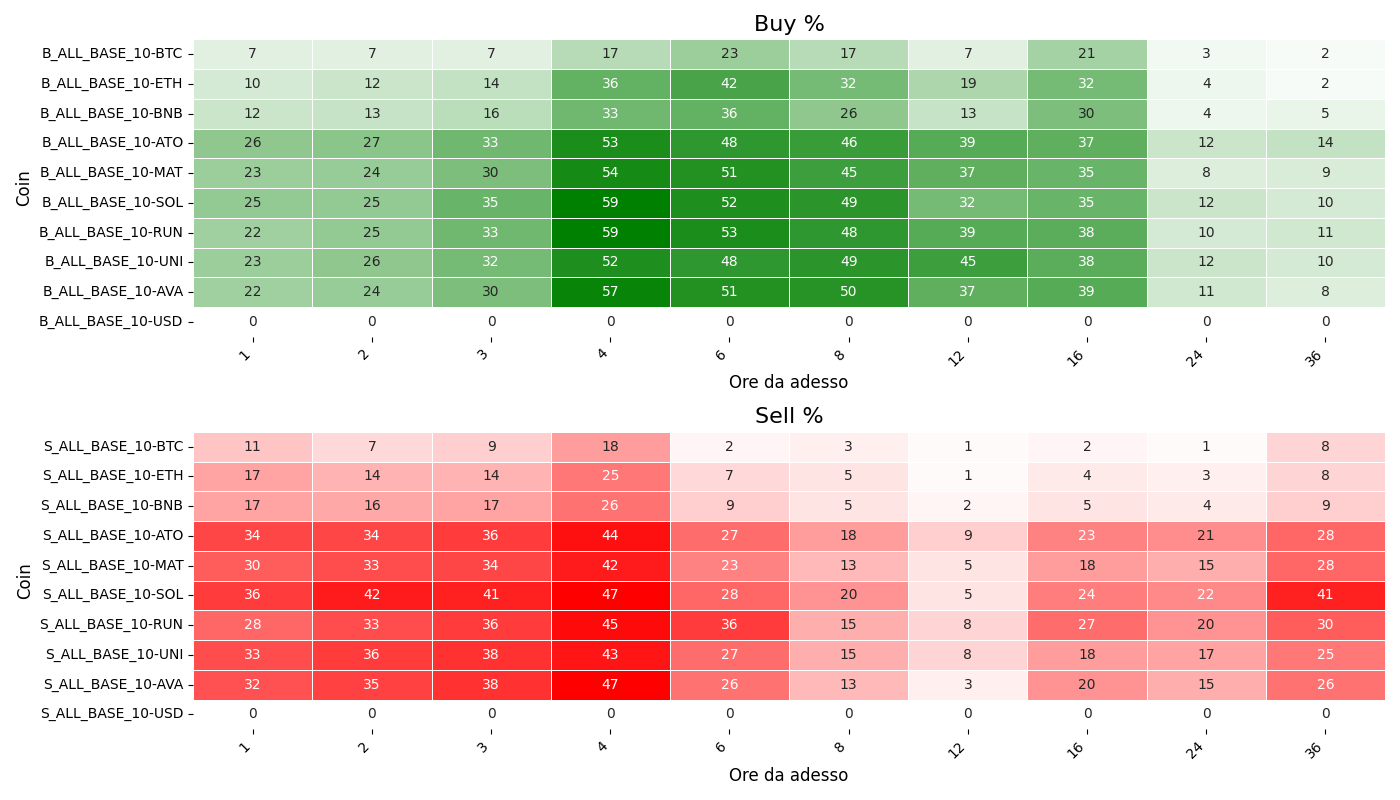 Buy %
Coin
B_ALL_BASE_10-BTC 7 7 7 17 23 17 7 21 3 2
B_ALL_BASE_10-ETH 10 12 14 36 42 32 19 32 4 2
B_ALL_BASE_10-BNB 12 13 16 33 36 26 13 30 4 5
B_ALL_BASE_10-ATO 26 27 33 53 48 46 39 37 12 14
B_ALL_BASE_10-MAT 23 24 30 54 51 45 37 35 8 9
B_ALL_BASE_10-SOL 25 25 35 59 52 49 32 35 12 10
B_ALL_BASE_10-RUN 22 25 33 59 53 48 39 38 10 11
B_ALL_BASE_10-UNI 23 26 32 52 48 49 45 38 12 10
B_ALL_BASE_10-AVA 22 24 30 57 51 50 37 39 11 8
B_ALL_BASE_10-USD 0 0 0 0 0 0 0 0 0 0
1 2 3 4 6 8 12 16 24 36
Ore da adesso
Sell %
Coin
S_ALL_BASE_10-BTC 11 7 9 18 2 3 1 2 1 8
S_ALL_BASE_10-ETH 17 14 14 25 7 5 1 4 3 8
S_ALL_BASE_10-BNB 17 16 17 26 9 5 2 5 4 9
S_ALL_BASE_10-ATO 34 34 36 44 27 18 9 23 21 28
S_ALL_BASE_10-MAT 30 33 34 42 23 13 5 18 15 28
S_ALL_BASE_10-SOL 36 42 41 47 28 20 5 24 22 41
S_ALL_BASE_10-RUN 28 33 36 45 36 15 8 27 20 30
S_ALL_BASE_10-UNI 33 36 38 43 27 15 8 18 17 25
S_ALL_BASE_10-AVA 32 35 38 47 26 13 3 20 15 26
S_ALL_BASE_10-USD 0 0 0 0 0 0 0 0 0 0
1 2 3 4 6 8 12 16 24 36
Ore da adesso